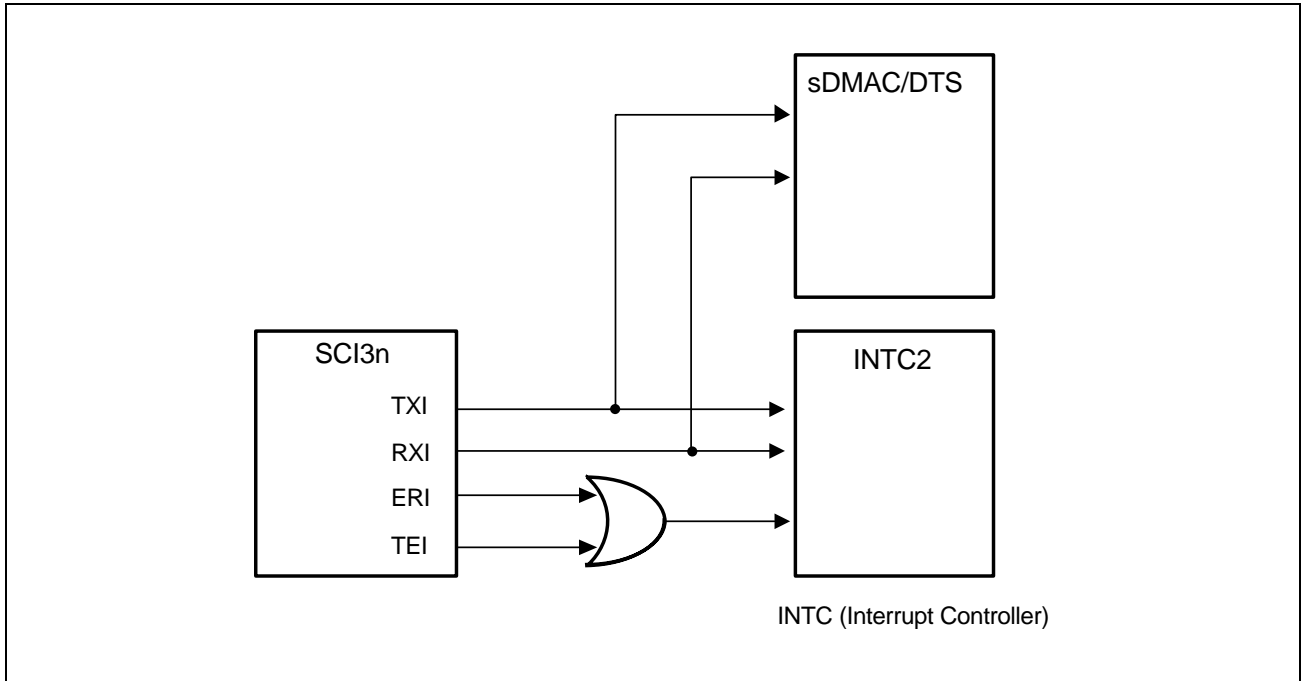 sDMAC/DTS
SCI3n
TXI
RXI
ERI
TEI
INTC2
INTC (Interrupt Controller)